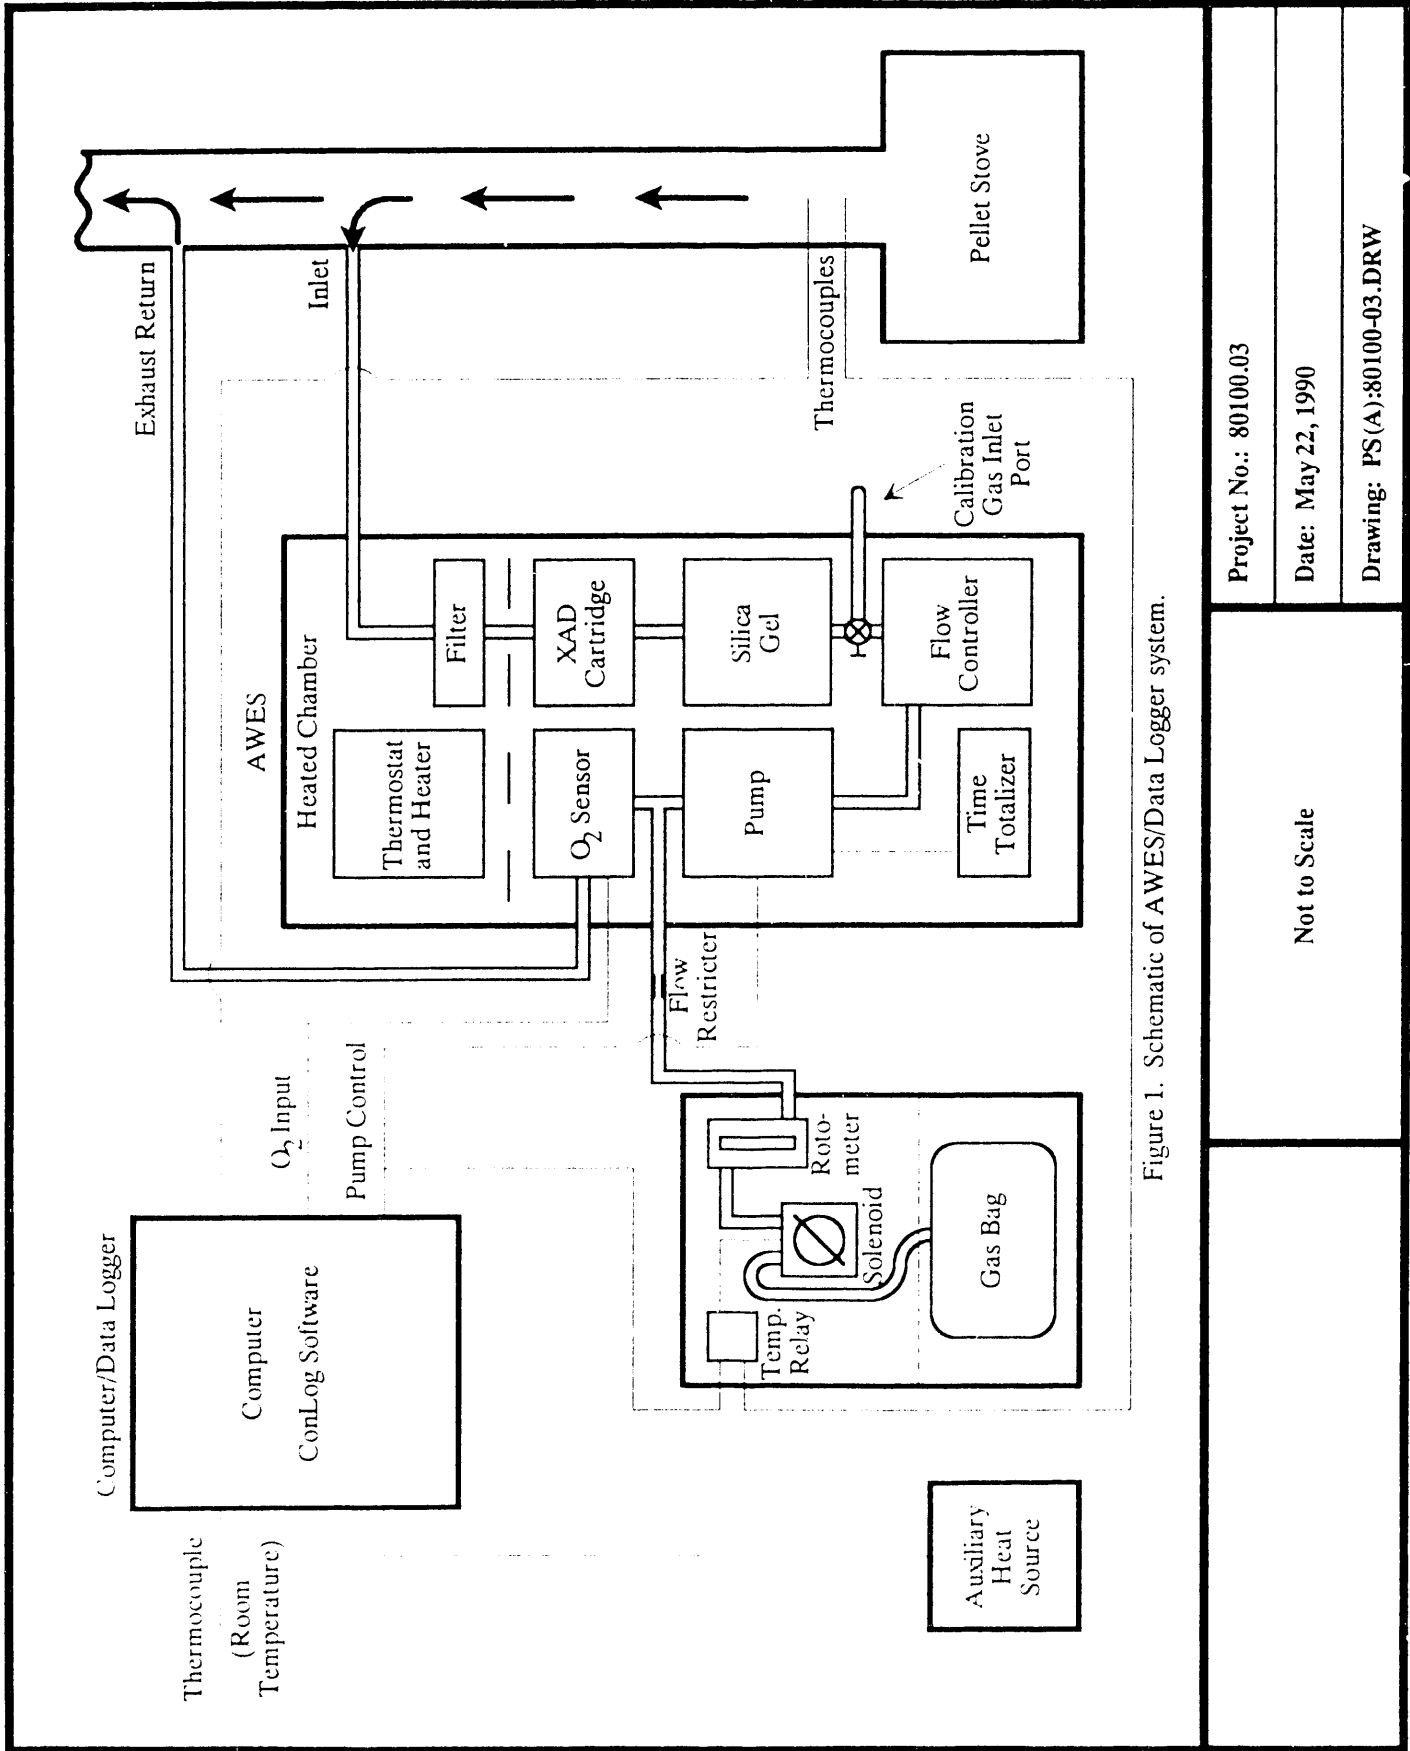 Computer/Data Logger
Computer
ConLog Software
Thermocouple
(Room
Temperature)
O2 Input
Pump Control
Exhaust Return
Inlet
AWES
Heated Chamber
Thermostat
and Heater
Filter
O2 Sensor
XAD
Cartridge
Pump
Silica
Gel
Time
Totalizer
Flow
Controller
Calibration
Gas Inlet
Port
Thermocouples
Pellet Stove
Flow
Restricter
Roto-
meter
Solenoid
Temp.
Relay
Gas Bag
Auxiliary
Heat
Source
Figure 1. Schematic of AWES/Data Logger system.
Not to Scale
Project No.: 80100.03
Date: May 22, 1990
Drawing: PS(A):80100-03.DRW